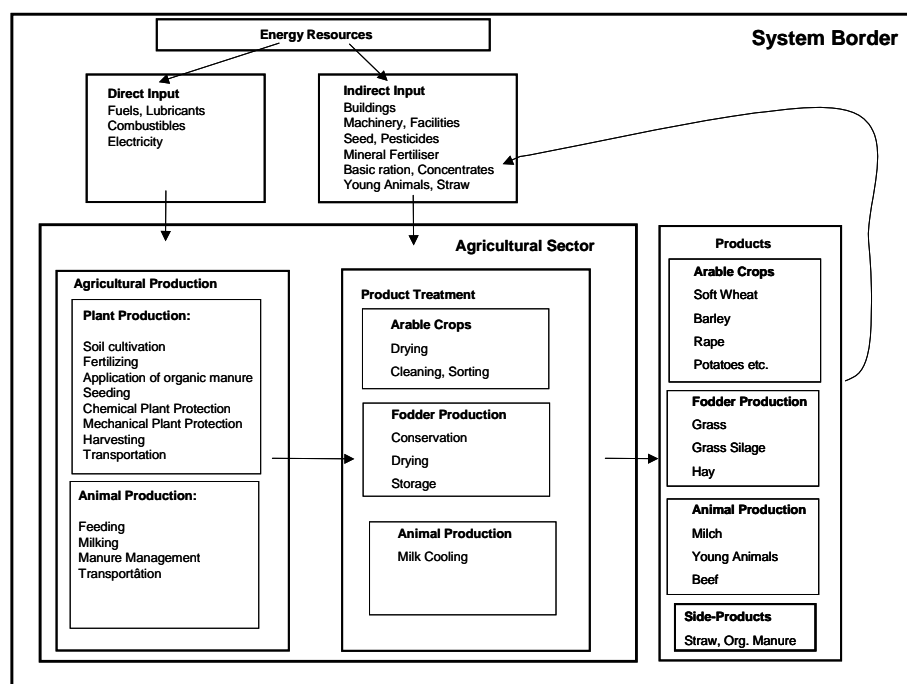 Energy Resources
System Border
Direct Input
Fuels, Lubricants
Combustibles
Electricity
Indirect Input
Buildings
Machinery, Facilities
Seed, Pesticides
Mineral Fertiliser
Basic ration, Concentrates
Young Animals, Straw
Agricultural Sector
Agricultural Production
Plant Production:
Soil cultivation
Fertilizing
Application of organic manure
Seeding
Chemical Plant Protection
Mechanical Plant Protection
Harvesting
Transportation
Animal Production:
Feeding
Milking
Manure Management
Transportâtion
Product Treatment
Arable Crops
Drying
Cleaning, Sorting
Fodder Production
Conservation
Drying
Storage
Animal Production
Milk Cooling
Products
Arable Crops
Soft Wheat
Barley
Rape
Potatoes etc.
Fodder Production
Grass
Grass Silage
Hay
Animal Production
Milch
Young Animals
Beef
Side-Products
Straw, Org. Manure